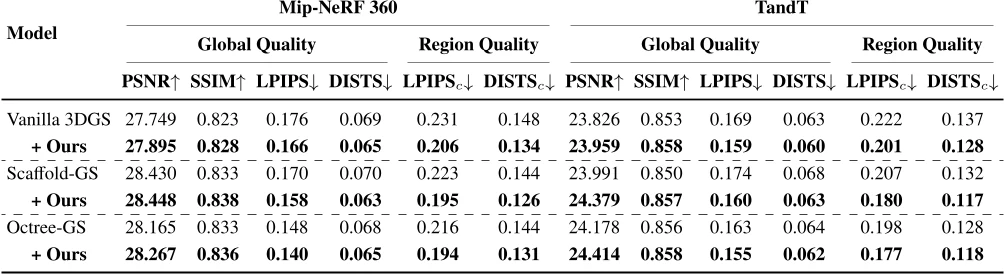 Mip-NeRF 360 TandT
Model
Global Quality Region Quality Global Quality Region Quality
PSNR↑ SSIM↑ LPIPS↓ DISTS↓ LPIPSc↓ DISTSc↓ PSNR↑ SSIM↑ LPIPS↓ DISTS↓ LPIPSc↓ DISTSc↓
Vanilla 3DGS 27.749 0.823 0.176 0.069 0.231 0.148 23.826 0.853 0.169 0.063 0.222 0.137
+ Ours 27.895 0.828 0.166 0.065 0.206 0.134 23.959 0.858 0.159 0.060 0.201 0.128
Scaffold-GS 28.430 0.833 0.170 0.070 0.223 0.144 23.991 0.850 0.174 0.068 0.207 0.132
+ Ours 28.448 0.838 0.158 0.063 0.195 0.126 24.379 0.857 0.160 0.063 0.180 0.117
Octree-GS 28.165 0.833 0.148 0.068 0.216 0.144 24.178 0.856 0.163 0.064 0.198 0.128
+ Ours 28.267 0.836 0.140 0.065 0.194 0.131 24.414 0.858 0.155 0.062 0.177 0.118